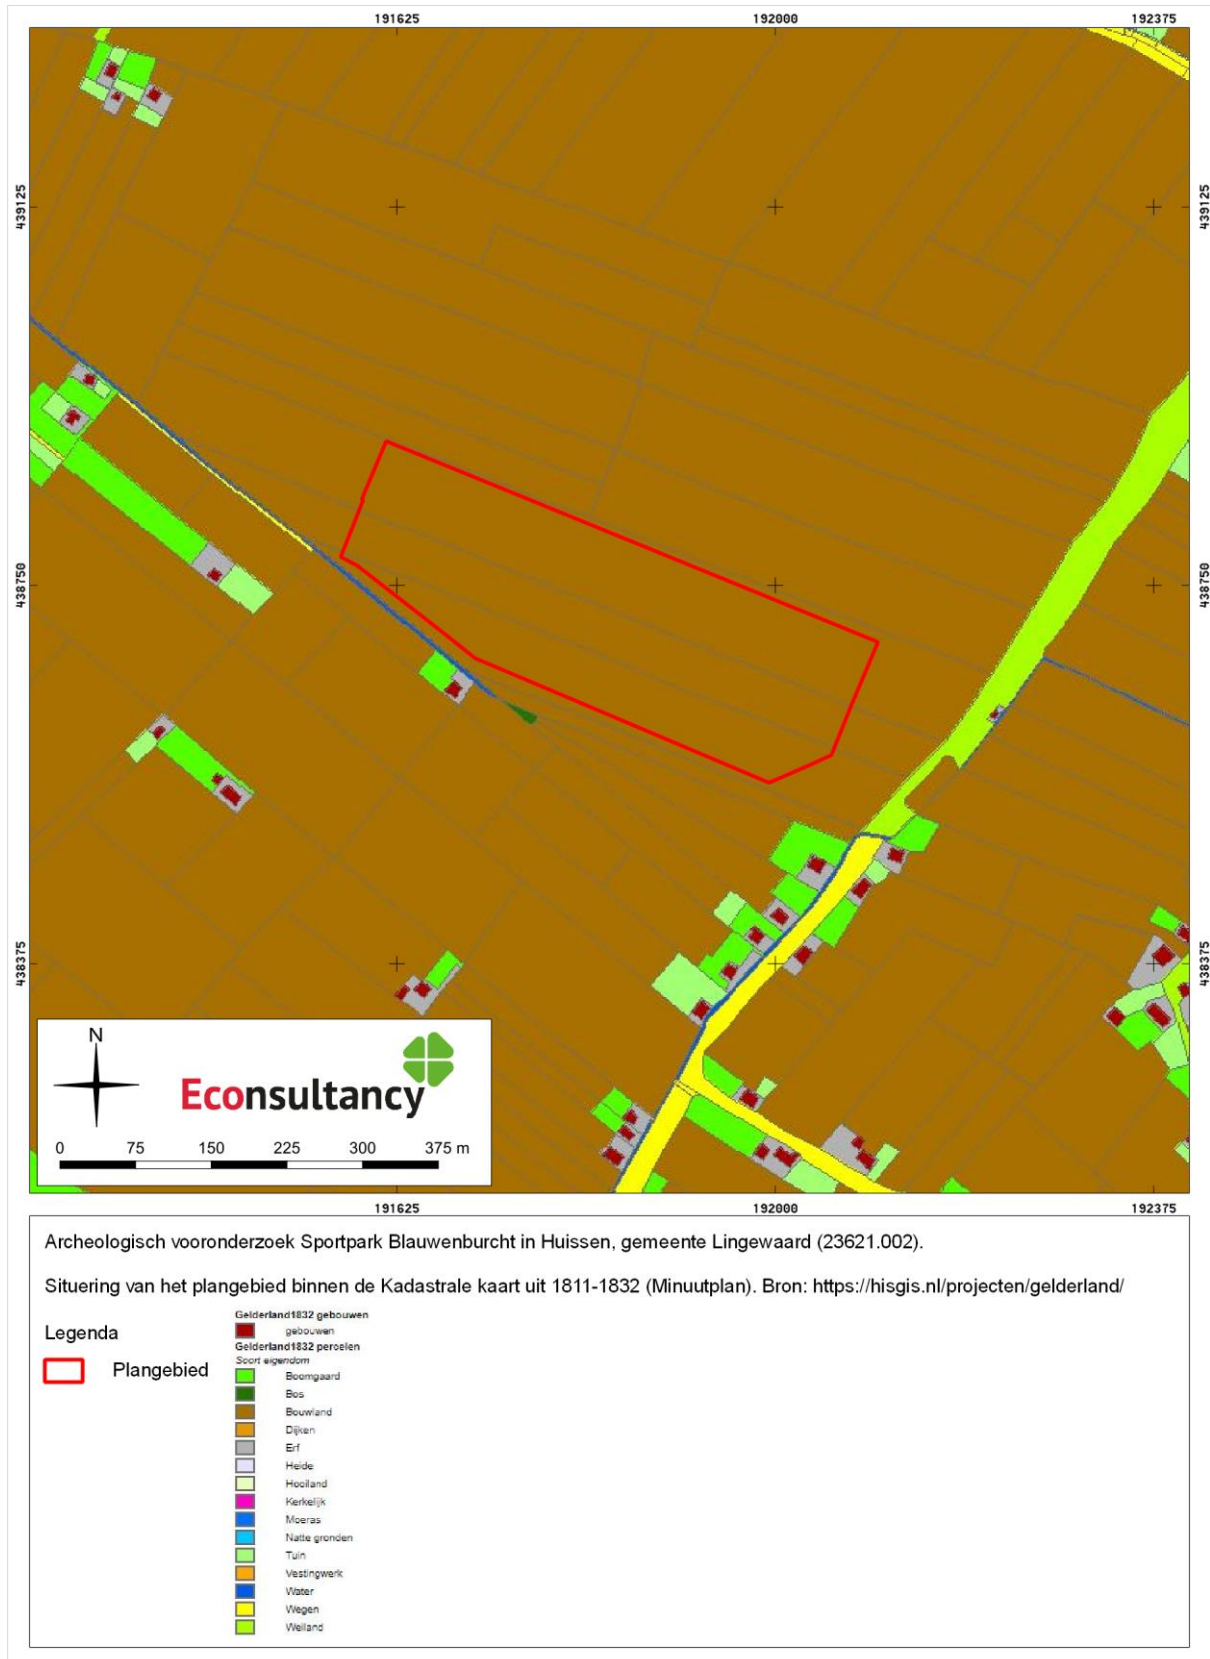 191625 192000 192375
439125 439125
438750 438750
438375 438375
N
Econsultancy
0 75 150 225 300 375 m
191625 192000 192375
Archeologisch vooronderzoek Sportpark Blauwenburcht in Huissen, gemeente Lingewaard (23621.002).
Situering van het plangebied binnen de Kadastrale kaart uit 1811-1832 (Minuutplan). Bron: https://hisgis.nl/projecten/gelderland/
Legenda
Plangebied
Gelderland1832 gebouwen
gebouwen
Gelderland1832 percelen
Soort eigendom
Boomgaard
Bos
Bouwland
Dijken
Erf
Heide
Hooiland
Kerkelijk
Moeras
Natte gronden
Tuin
Vestingwerk
Water
Wegen
Weiland